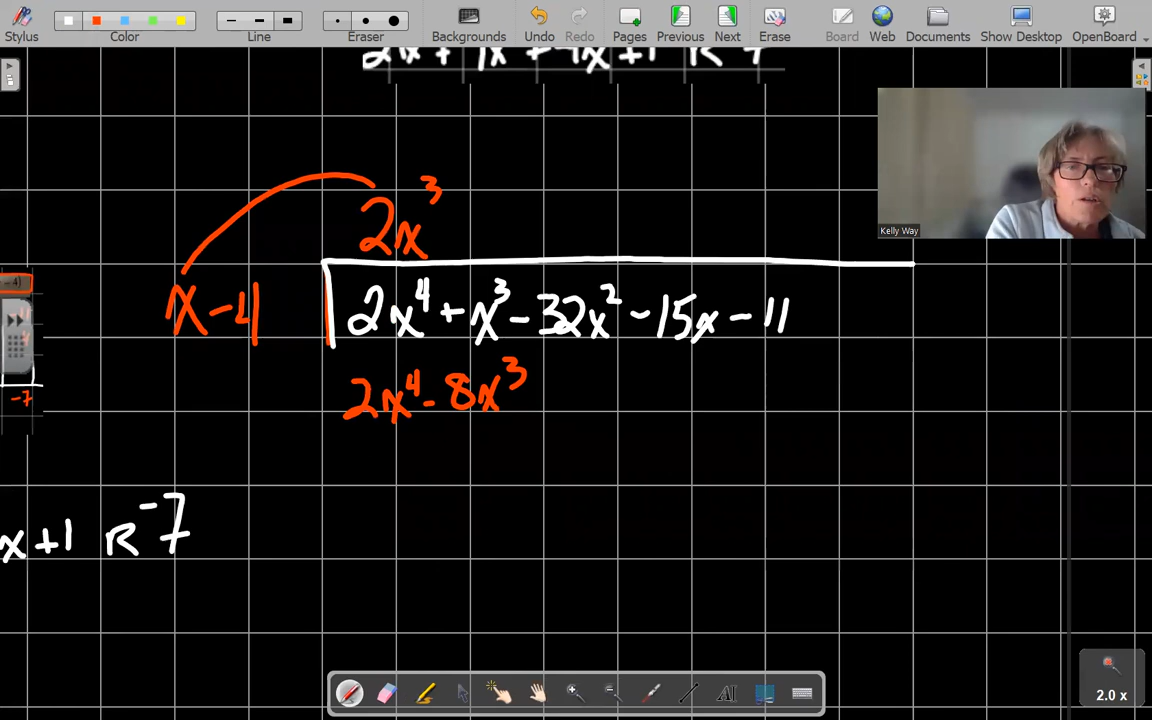 Stylus Color Line Eraser Backgrounds Undo Redo Pages Previous Next Erase Board Web Documents Show Desktop OpenBoard
Kelly Way
2x³
x-4 2x⁴+x³-32x²-15x-11
2x⁴-8x³
-7
x+1 R -7
2.0 x